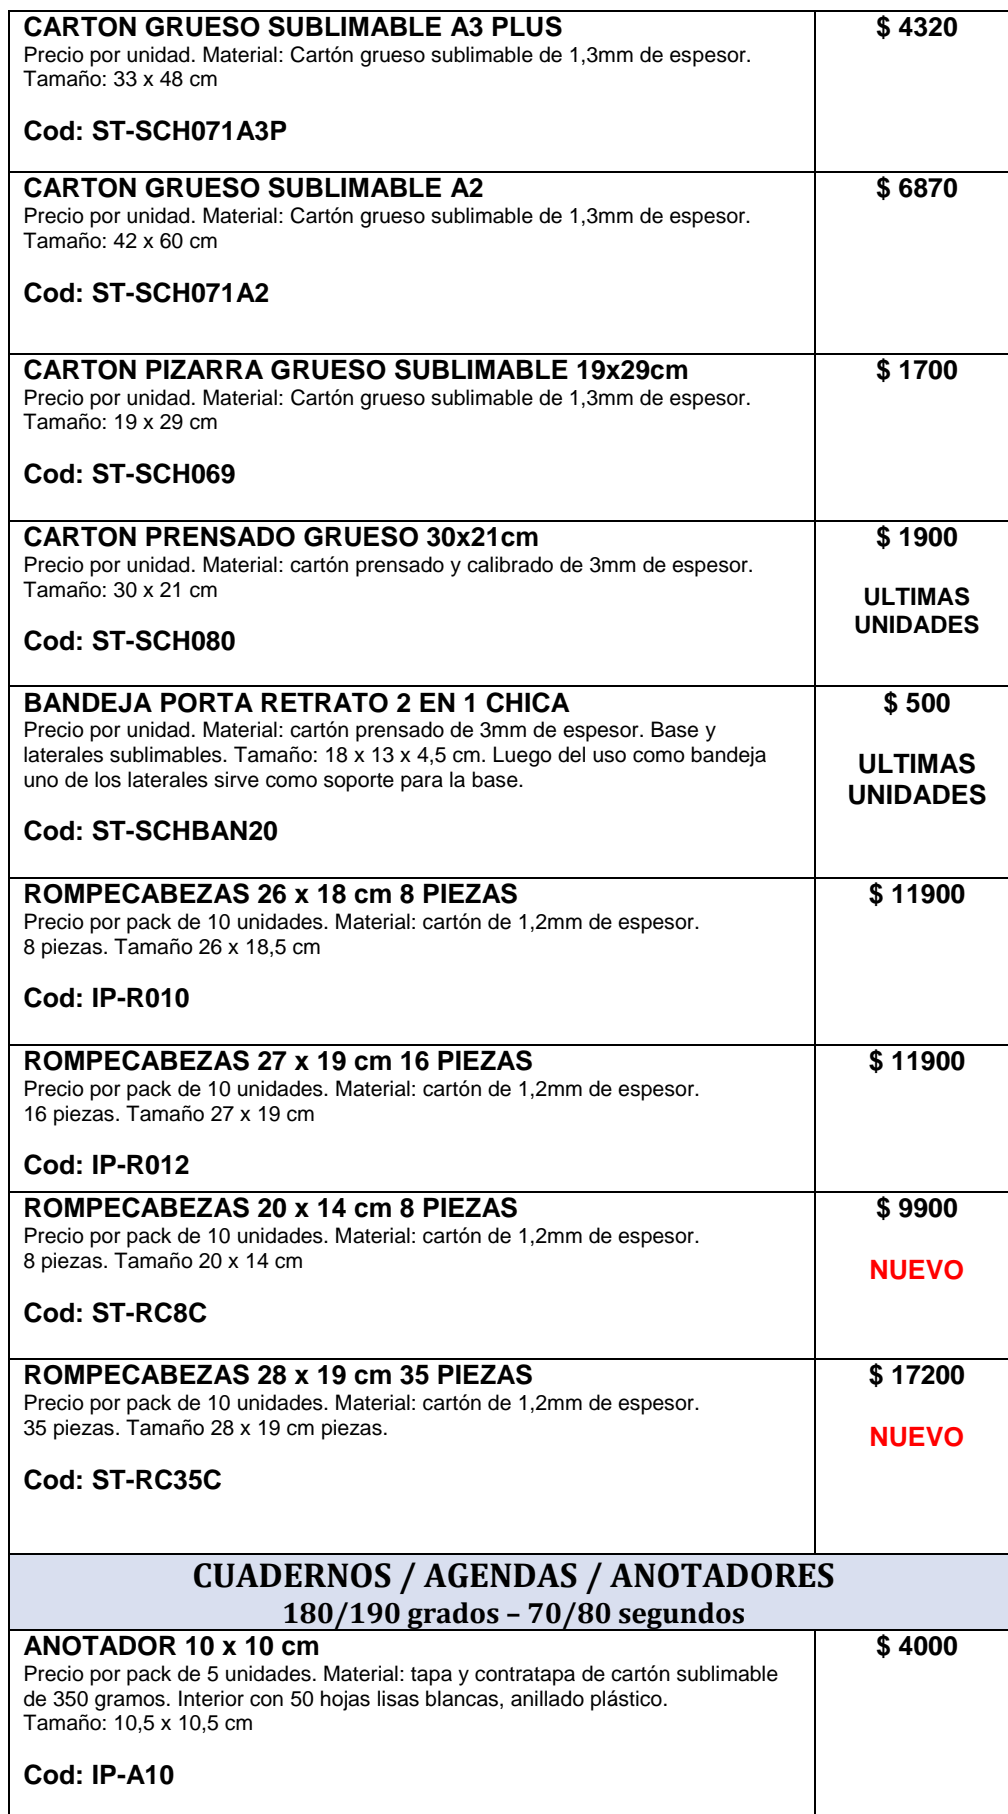 CARTON GRUESO SUBLIMABLE A3 PLUS
$ 4320
Precio por unidad. Material: Cartón grueso sublimable de 1,3mm de espesor.
Tamaño: 33 x 48 cm
Cod: ST-SCH071A3P
CARTON GRUESO SUBLIMABLE A2
$ 6870
Precio por unidad. Material: Cartón grueso sublimable de 1,3mm de espesor.
Tamaño: 42 x 60 cm
Cod: ST-SCH071A2
CARTON PIZARRA GRUESO SUBLIMABLE 19x29cm
$ 1700
Precio por unidad. Material: Cartón grueso sublimable de 1,3mm de espesor.
Tamaño: 19 x 29 cm
Cod: ST-SCH069
CARTON PRENSADO GRUESO 30x21cm
$ 1900
Precio por unidad. Material: cartón prensado y calibrado de 3mm de espesor.
Tamaño: 30 x 21 cm
ULTIMAS
UNIDADES
Cod: ST-SCH080
BANDEJA PORTA RETRATO 2 EN 1 CHICA
$ 500
Precio por unidad. Material: cartón prensado de 3mm de espesor. Base y
laterales sublimables. Tamaño: 18 x 13 x 4,5 cm. Luego del uso como bandeja
uno de los laterales sirve como soporte para la base.
ULTIMAS
UNIDADES
Cod: ST-SCHBAN20
ROMPECABEZAS 26 x 18 cm 8 PIEZAS
$ 11900
Precio por pack de 10 unidades. Material: cartón de 1,2mm de espesor.
8 piezas. Tamaño 26 x 18,5 cm
Cod: IP-R010
ROMPECABEZAS 27 x 19 cm 16 PIEZAS
$ 11900
Precio por pack de 10 unidades. Material: cartón de 1,2mm de espesor.
16 piezas. Tamaño 27 x 19 cm
Cod: IP-R012
ROMPECABEZAS 20 x 14 cm 8 PIEZAS
$ 9900
Precio por pack de 10 unidades. Material: cartón de 1,2mm de espesor.
8 piezas. Tamaño 20 x 14 cm
NUEVO
Cod: ST-RC8C
ROMPECABEZAS 28 x 19 cm 35 PIEZAS
$ 17200
Precio por pack de 10 unidades. Material: cartón de 1,2mm de espesor.
35 piezas. Tamaño 28 x 19 cm piezas.
NUEVO
Cod: ST-RC35C
CUADERNOS / AGENDAS / ANOTADORES
180/190 grados – 70/80 segundos
ANOTADOR 10 x 10 cm
$ 4000
Precio por pack de 5 unidades. Material: tapa y contratapa de cartón sublimable
de 350 gramos. Interior con 50 hojas lisas blancas, anillado plástico.
Tamaño: 10,5 x 10,5 cm
Cod: IP-A10